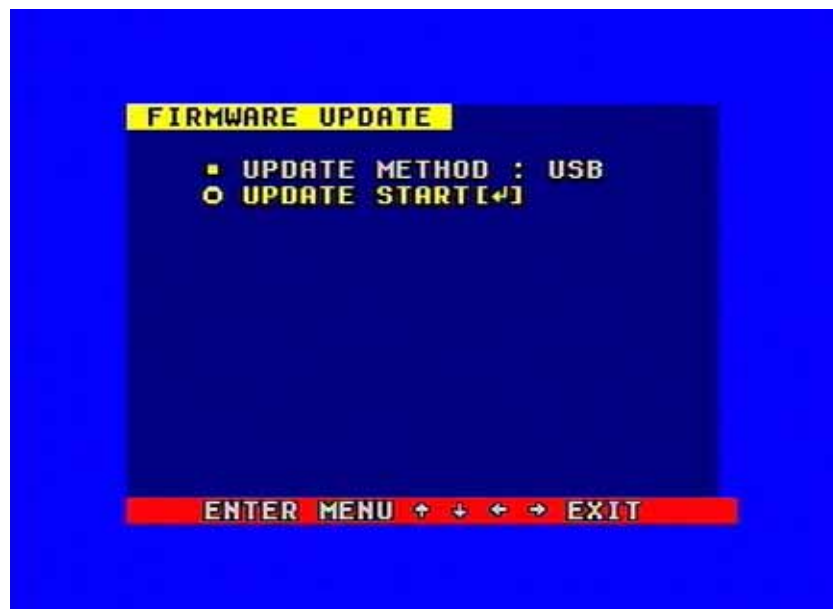 FIRMWARE UPDATE
UPDATE METHOD : USB
UPDATE START[↲]
ENTER MENU ↑ ↓ ← → EXIT